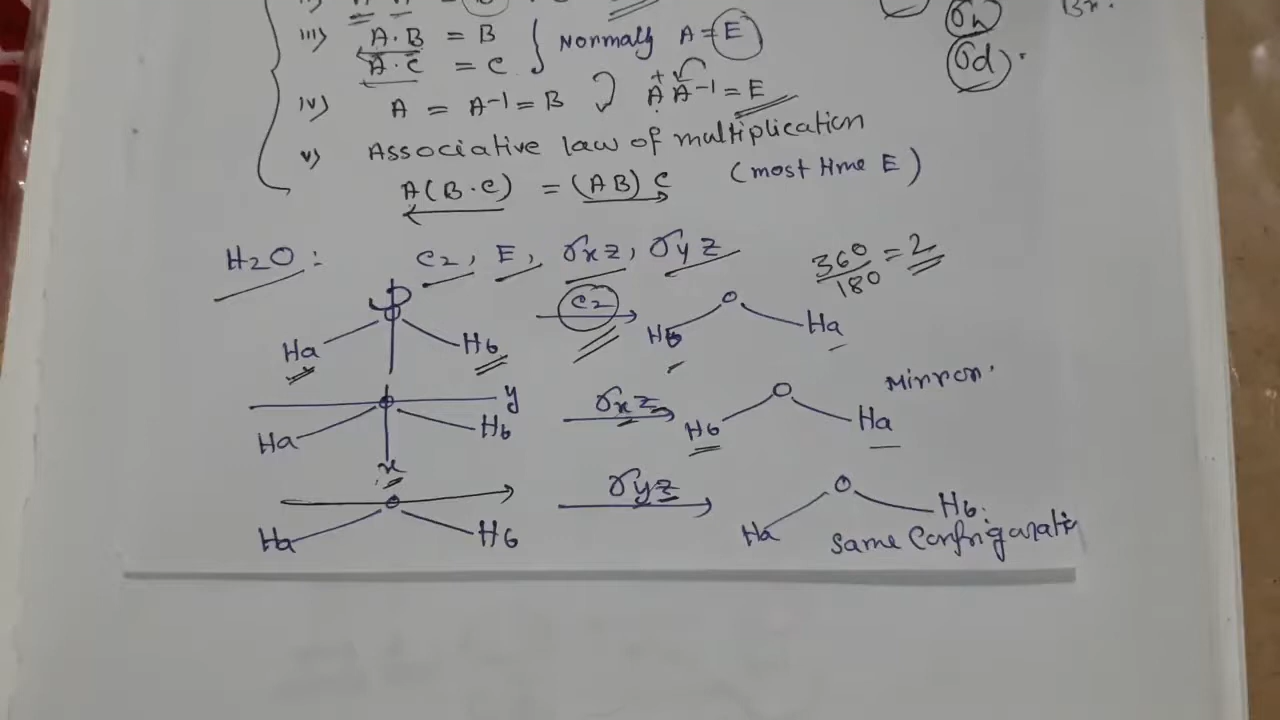 iii) A.B = B } Normally A = E
A.C = C
iv) A = A-1 = B A A-1 = E
v) Associative law of multiplication
A(B.C) = (AB) C (most time E)
σh
σd
H2O : C2, E, σxz, σyz 360/180 = 2
Ha Hb C2 Hb O Ha
y
Ha Hb σxz Hb O Ha Mirror.
x
Ha O Hb σyz Ha O Hb.
same Confrigaratin